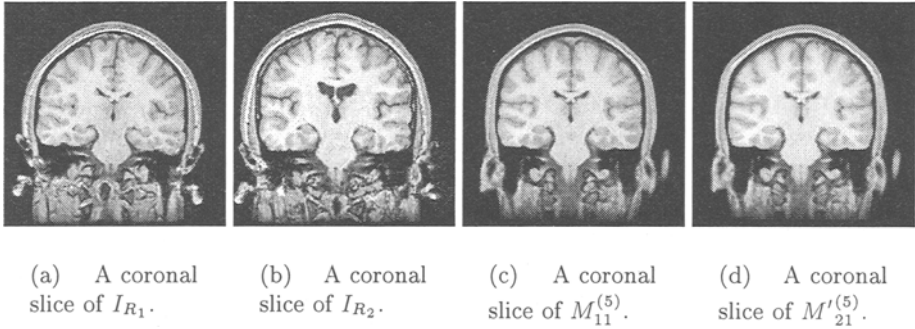 (a) A coronal slice of I_{R_1}.
(b) A coronal slice of I_{R_2}.
(c) A coronal slice of M_{11}^{(5)}.
(d) A coronal slice of M'_{21}^{(5)}.